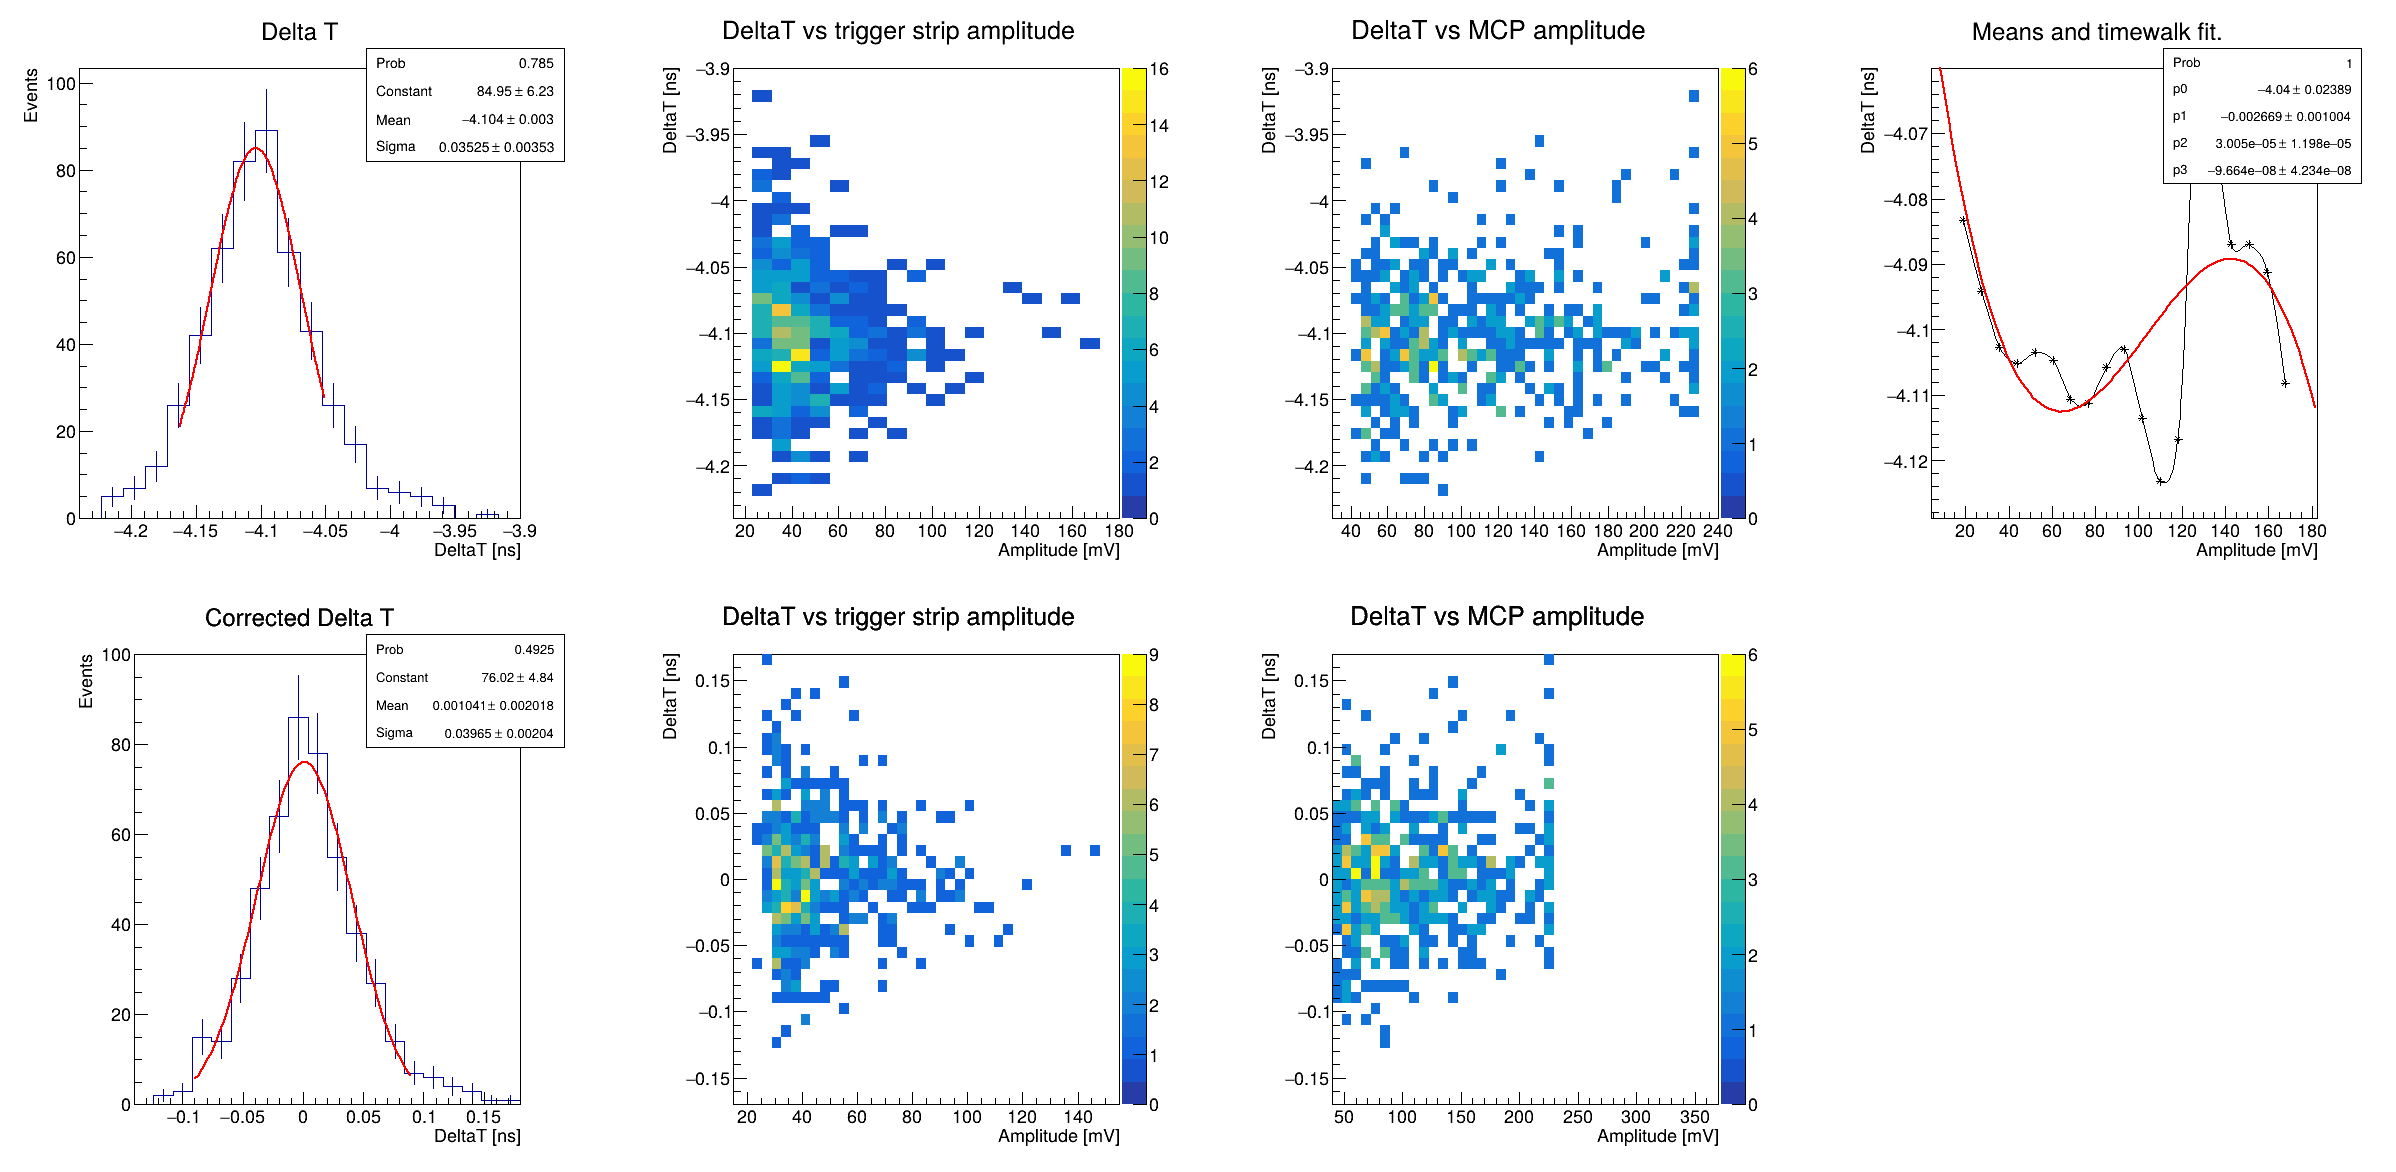 Delta T
Events
100
80
60
40
20
0
−4.2 −4.15 −4.1 −4.05 −4 −3.95 −3.9
DeltaT [ns]
Prob 0.785
Constant 84.95 ± 6.23
Mean −4.104 ± 0.003
Sigma 0.03525 ± 0.00353
DeltaT vs trigger strip amplitude
DeltaT [ns]
−3.9
−3.95
−4
−4.05
−4.1
−4.15
−4.2
20 40 60 80 100 120 140 160 180
Amplitude [mV]
16
14
12
10
8
6
4
2
0
DeltaT vs MCP amplitude
DeltaT [ns]
−3.9
−3.95
−4
−4.05
−4.1
−4.15
−4.2
40 60 80 100 120 140 160 180 200 220 240
Amplitude [mV]
6
5
4
3
2
1
0
Means and timewalk fit.
DeltaT [ns]
−4.07
−4.08
−4.09
−4.1
−4.11
−4.12
20 40 60 80 100 120 140 160 180
Amplitude [mV]
Prob 1
p0 −4.04 ± 0.02389
p1 −0.002669 ± 0.001004
p2 3.005e−05 ± 1.198e−05
p3 −9.664e−08 ± 4.234e−08
Corrected Delta T
Events
100
80
60
40
20
0
−0.1 −0.05 0 0.05 0.1 0.15
DeltaT [ns]
Prob 0.4925
Constant 76.02 ± 4.84
Mean 0.001041 ± 0.002018
Sigma 0.03965 ± 0.00204
DeltaT vs trigger strip amplitude
DeltaT [ns]
0.15
0.1
0.05
0
−0.05
−0.1
−0.15
20 40 60 80 100 120 140
Amplitude [mV]
9
8
7
6
5
4
3
2
1
0
DeltaT vs MCP amplitude
DeltaT [ns]
0.15
0.1
0.05
0
−0.05
−0.1
−0.15
50 100 150 200 250 300 350
Amplitude [mV]
6
5
4
3
2
1
0